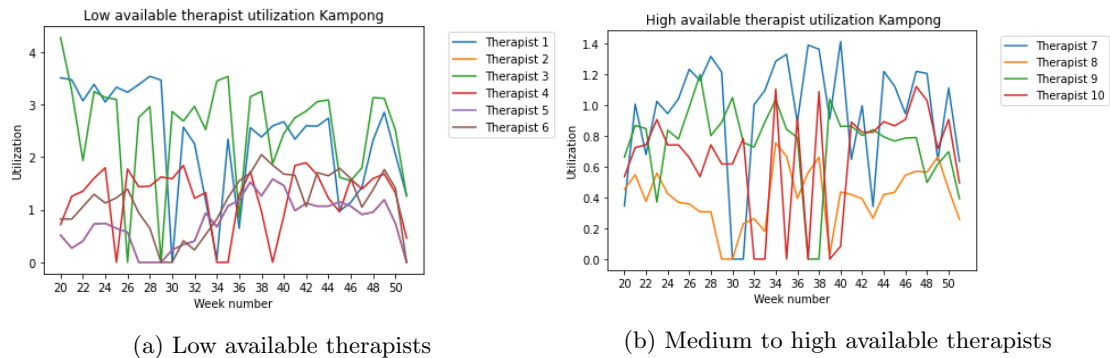 Low available therapist utilization Kampong
4
3
2
1
0
Utilization
20 22 24 26 28 30 32 34 36 38 40 42 44 46 48 50
Week number
Therapist 1
Therapist 2
Therapist 3
Therapist 4
Therapist 5
Therapist 6
(a) Low available therapists
High available therapist utilization Kampong
1.4
1.2
1.0
0.8
0.6
0.4
0.2
0.0
Utilization
20 22 24 26 28 30 32 34 36 38 40 42 44 46 48 50
Week number
Therapist 7
Therapist 8
Therapist 9
Therapist 10
(b) Medium to high available therapists